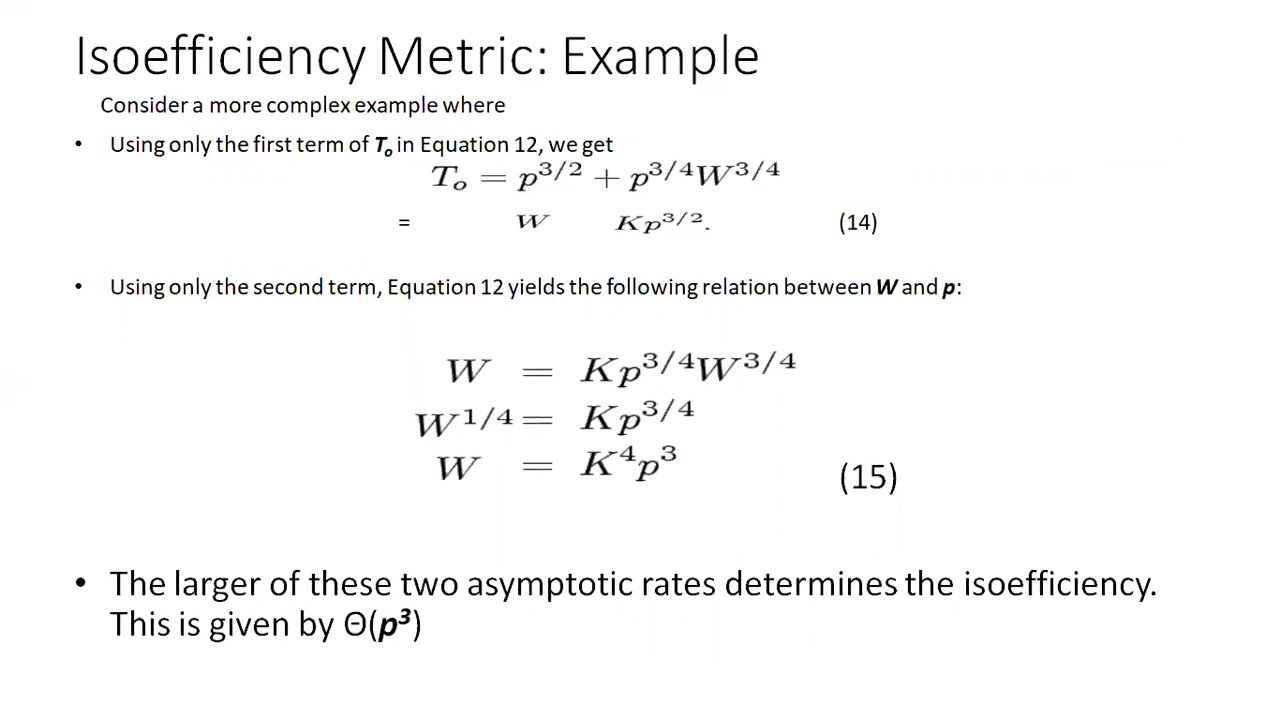 Isoefficiency Metric: Example
Consider a more complex example where
• Using only the first term of Tₒ in Equation 12, we get
Tₒ = p^{3/2} + p^{3/4}W^{3/4}
= W Kp^{3/2}. (14)
• Using only the second term, Equation 12 yields the following relation between W and p:
W = Kp^{3/4}W^{3/4}
W^{1/4} = Kp^{3/4}
W = K^4p^3
(15)
• The larger of these two asymptotic rates determines the isoefficiency.
This is given by Θ(p³)